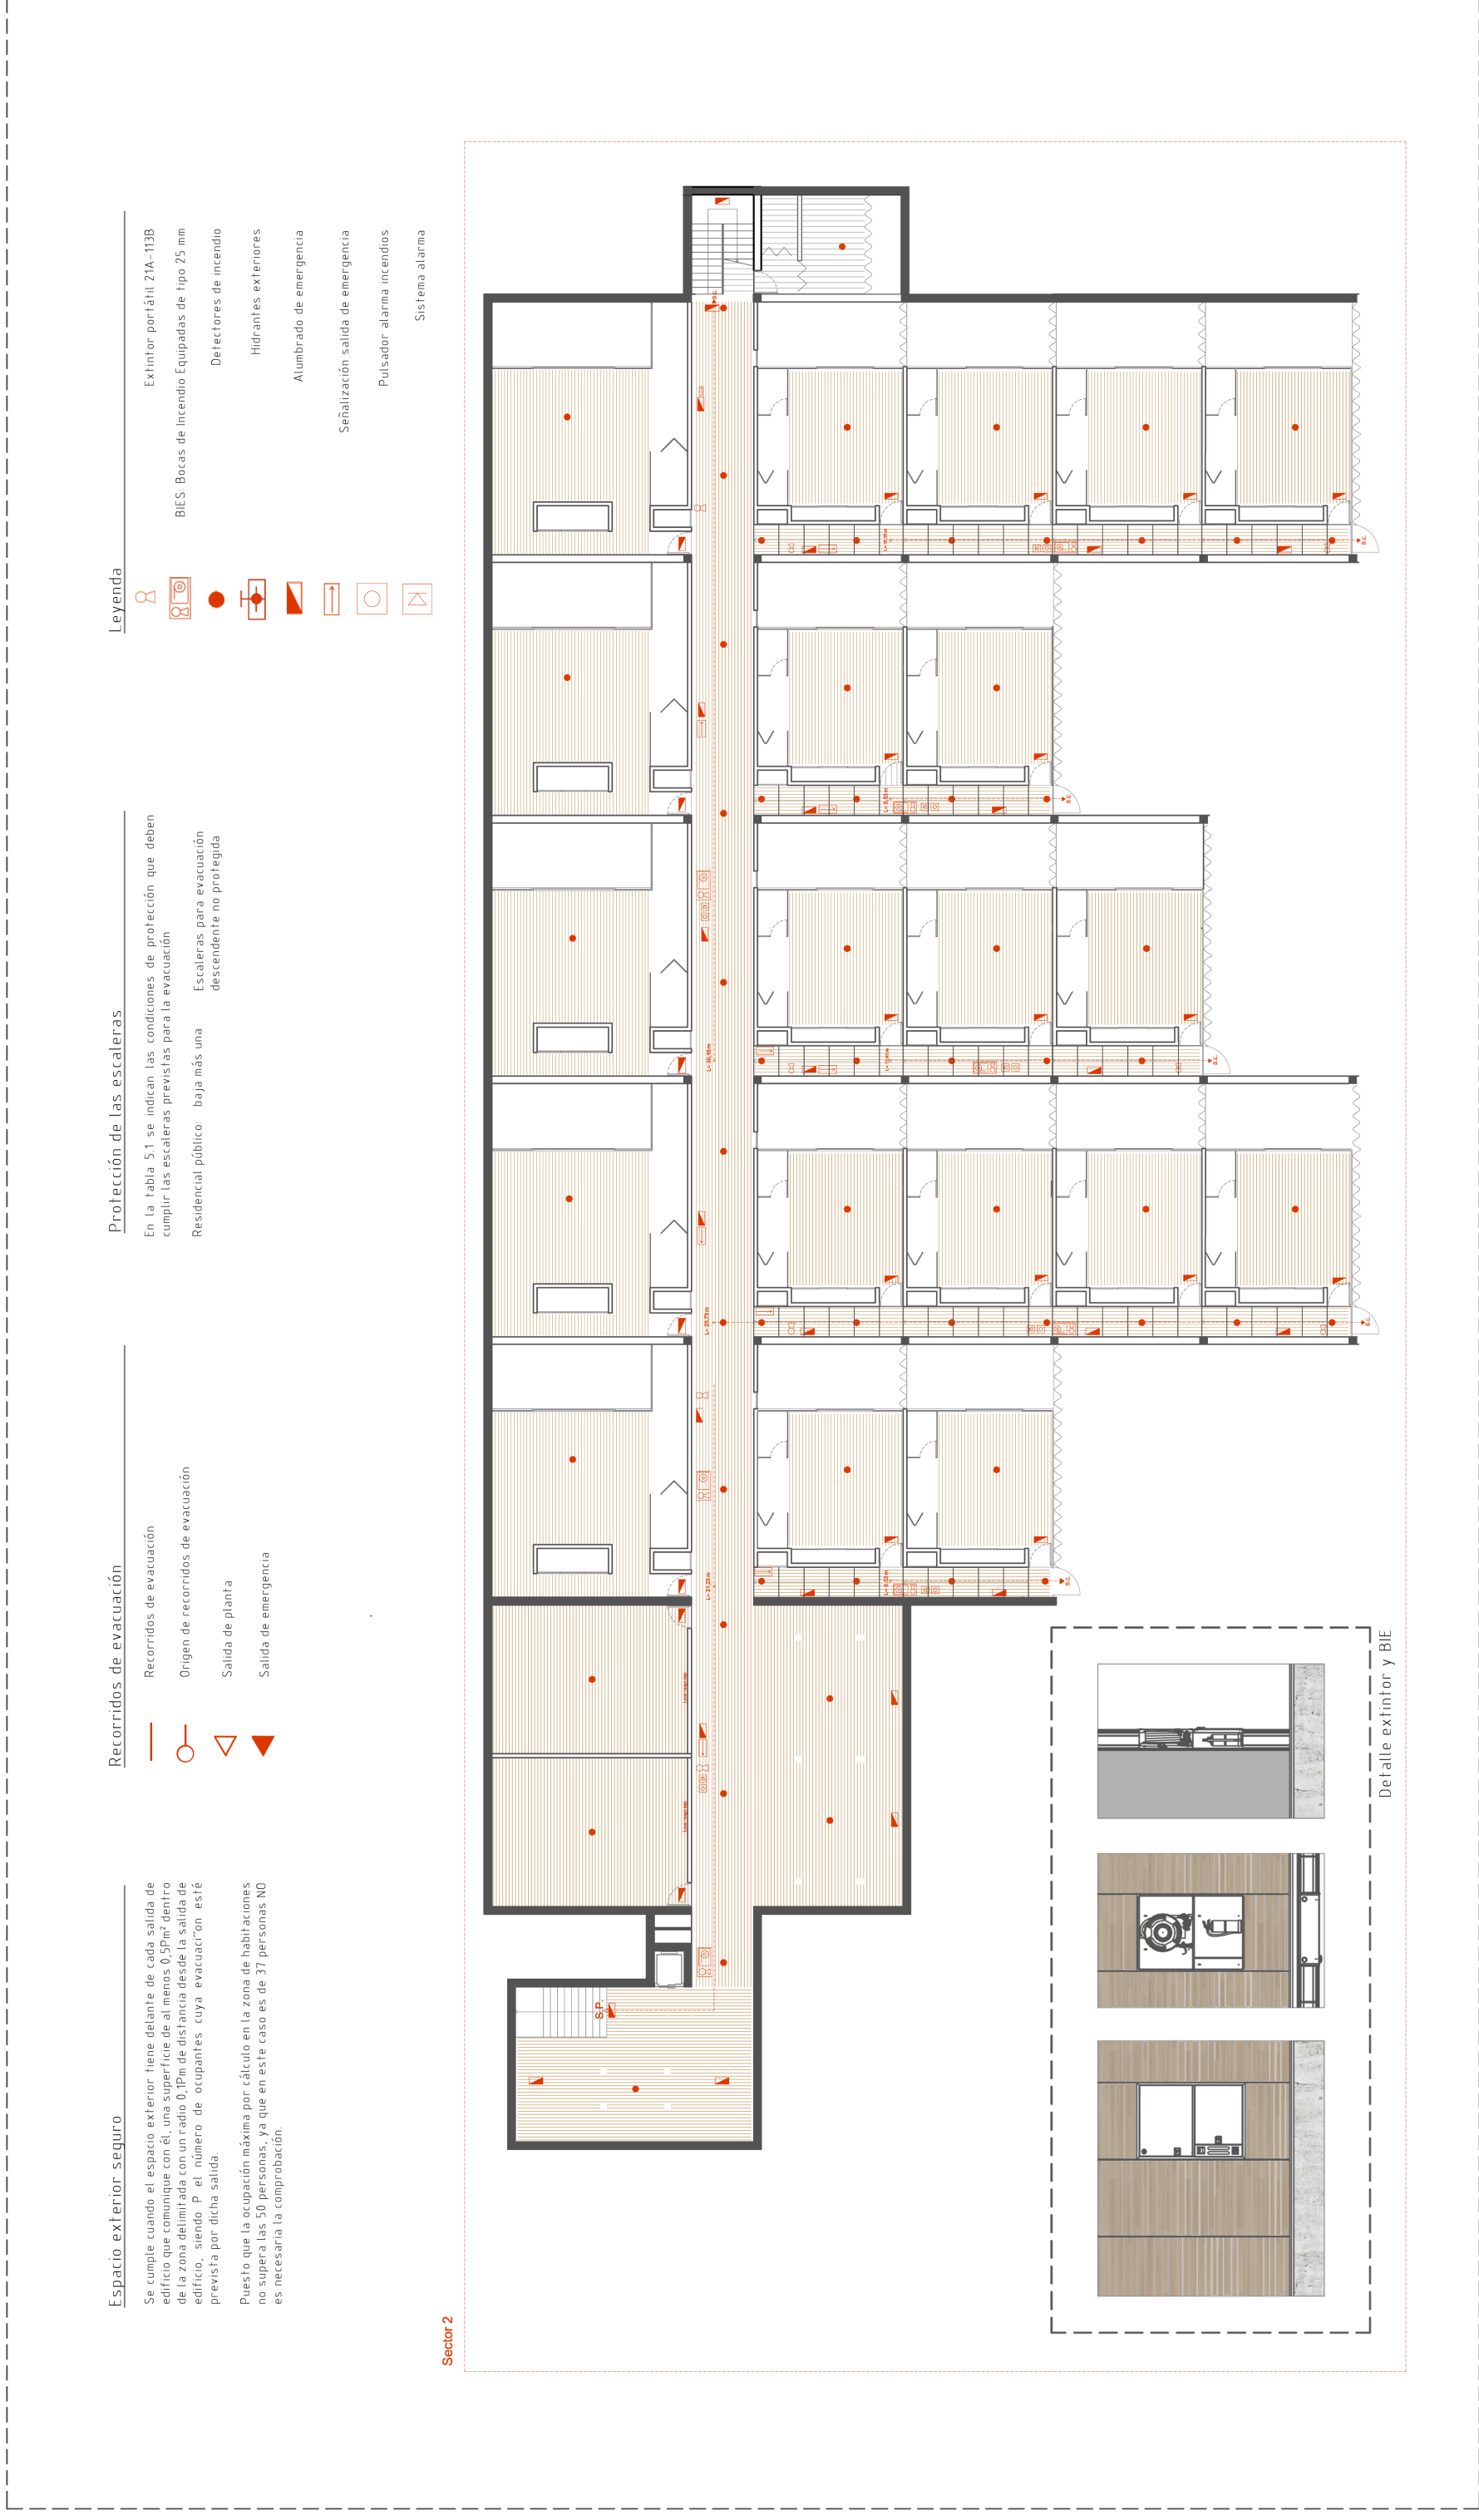 Espacio exterior seguro
Se cumple cuando el espacio exterior tiene delante de cada salida de
edificio que comunique con él, una superficie de al menos 0,5Pm² dentro
de la zona delimitada con un radio 0,1Pm de distancia desde la salida de
edificio, siendo P el número de ocupantes cuya evacuaci´'on esté
prevista por dicha salida.
Puesto que la ocupación máxima por cálculo en la zona de habitaciones
no supera las 50 personas, ya que en este caso es de 37 personas NO
es necesaria la comprobación.
Recorridos de evacuación
Recorridos de evacuación
Origen de recorridos de evacuación
Salida de planta
Salida de emergencia
Protección de las escaleras
En la tabla 5.1 se indican las condiciones de protección que deben
cumplir las escaleras previstas para la evacuación
Residencial público: baja más una
Escaleras para evacuación
descendente no protegida
Leyenda
Extintor portátil 21A-113B
BIES: Bocas de Incendio Equipadas de tipo 25 mm
Detectores de incendio
Hidrantes exteriores
Alumbrado de emergencia
Señalización salida de emergencia
Pulsador alarma incendios
Sistema alarma
Sector 2
S.P.
L= 21,25 m
L= 25,73 m
L= 30,19 m
S.E.
S.E.
S.E.
S.E.
S.E.
S.E.
Detalle extintor y BIE